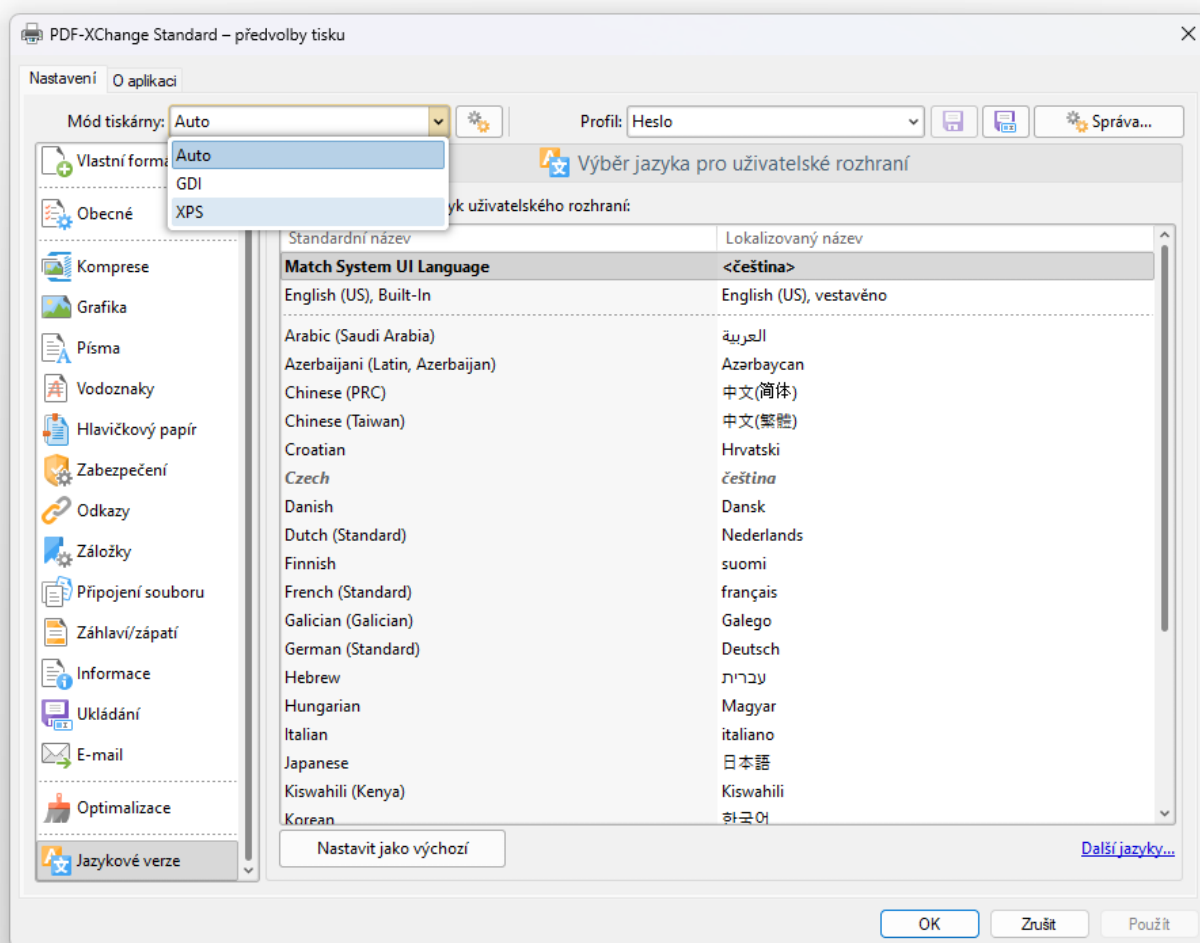 PDF-XChange Standard – předvolby tisku
Nastavení
O aplikaci
Mód tiskárny:
Auto
Profil:
Heslo
Správa...
Auto
GDI
XPS
Vlastní
Obecné
Komprese
Grafika
Písma
Vodoznaky
Hlavičkový papír
Zabezpečení
Odkazy
Záložky
Připojení souboru
Záhlaví/zápatí
Informace
Ukládání
E-mail
Optimalizace
Jazykové verze
Výběr jazyka pro uživatelské rozhraní
uživatelského rozhraní:
Standardní název Lokalizovaný název
Match System UI Language <čeština>
English (US), Built-In English (US), vestavěno
Arabic (Saudi Arabia) العربية
Azerbaijani (Latin, Azerbaijan) Azərbaycan
Chinese (PRC) 中文(简体)
Chinese (Taiwan) 中文(繁體)
Croatian Hrvatski
Czech čeština
Danish Dansk
Dutch (Standard) Nederlands
Finnish suomi
French (Standard) français
Galician (Galician) Galego
German (Standard) Deutsch
Hebrew עברית
Hungarian Magyar
Italian italiano
Japanese 日本語
Kiswahili (Kenya) Kiswahili
Korean 한국어
Nastavit jako výchozí
Další jazyky...
OK
Zrušit
Použít